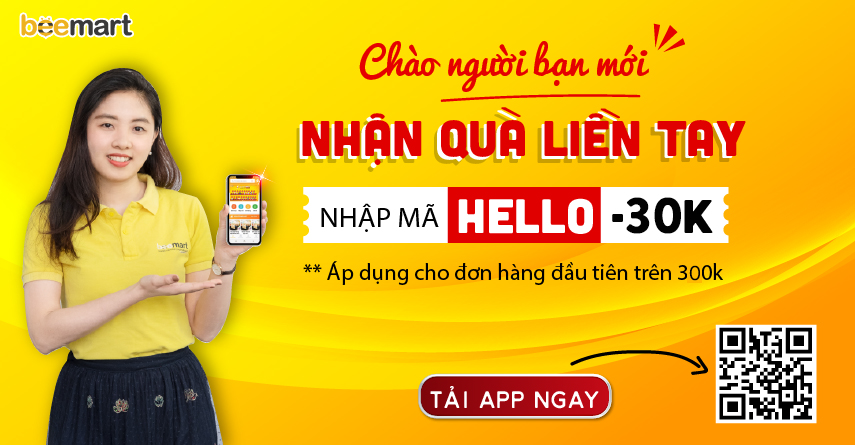 beemart
Chào người bạn mới
NHẬN QUÀ LIỀN TAY
NHẬP MÃ HELLO -30K
** Áp dụng cho đơn hàng đầu tiên trên 300k
beemart
TẢI APP NGAY